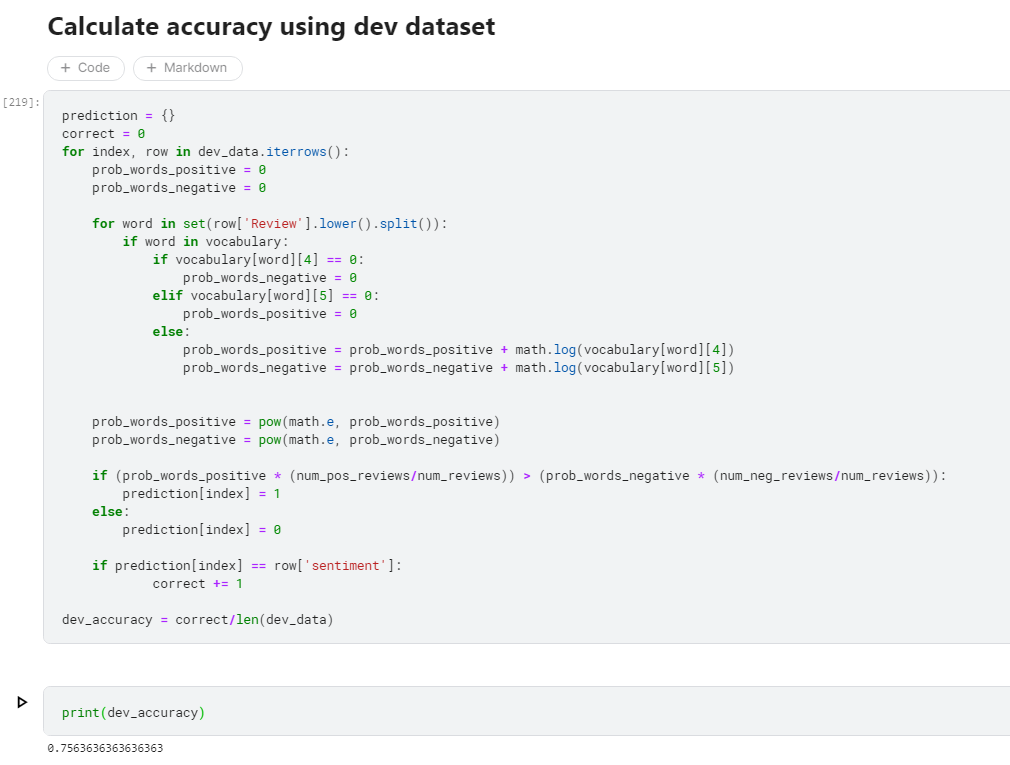 Calculate accuracy using dev dataset
+ Code + Markdown
[219]:
prediction = {}
correct = 0
for index, row in dev_data.iterrows():
    prob_words_positive = 0
    prob_words_negative = 0

    for word in set(row['Review'].lower().split()):
        if word in vocabulary:
            if vocabulary[word][4] == 0:
                prob_words_negative = 0
            elif vocabulary[word][5] == 0:
                prob_words_positive = 0
            else:
                prob_words_positive = prob_words_positive + math.log(vocabulary[word][4])
                prob_words_negative = prob_words_negative + math.log(vocabulary[word][5])


    prob_words_positive = pow(math.e, prob_words_positive)
    prob_words_negative = pow(math.e, prob_words_negative)

    if (prob_words_positive * (num_pos_reviews/num_reviews)) > (prob_words_negative * (num_neg_reviews/num_reviews)):
        prediction[index] = 1
    else:
        prediction[index] = 0

    if prediction[index] == row['sentiment']:
            correct += 1

dev_accuracy = correct/len(dev_data)
print(dev_accuracy)
0.7563636363636363